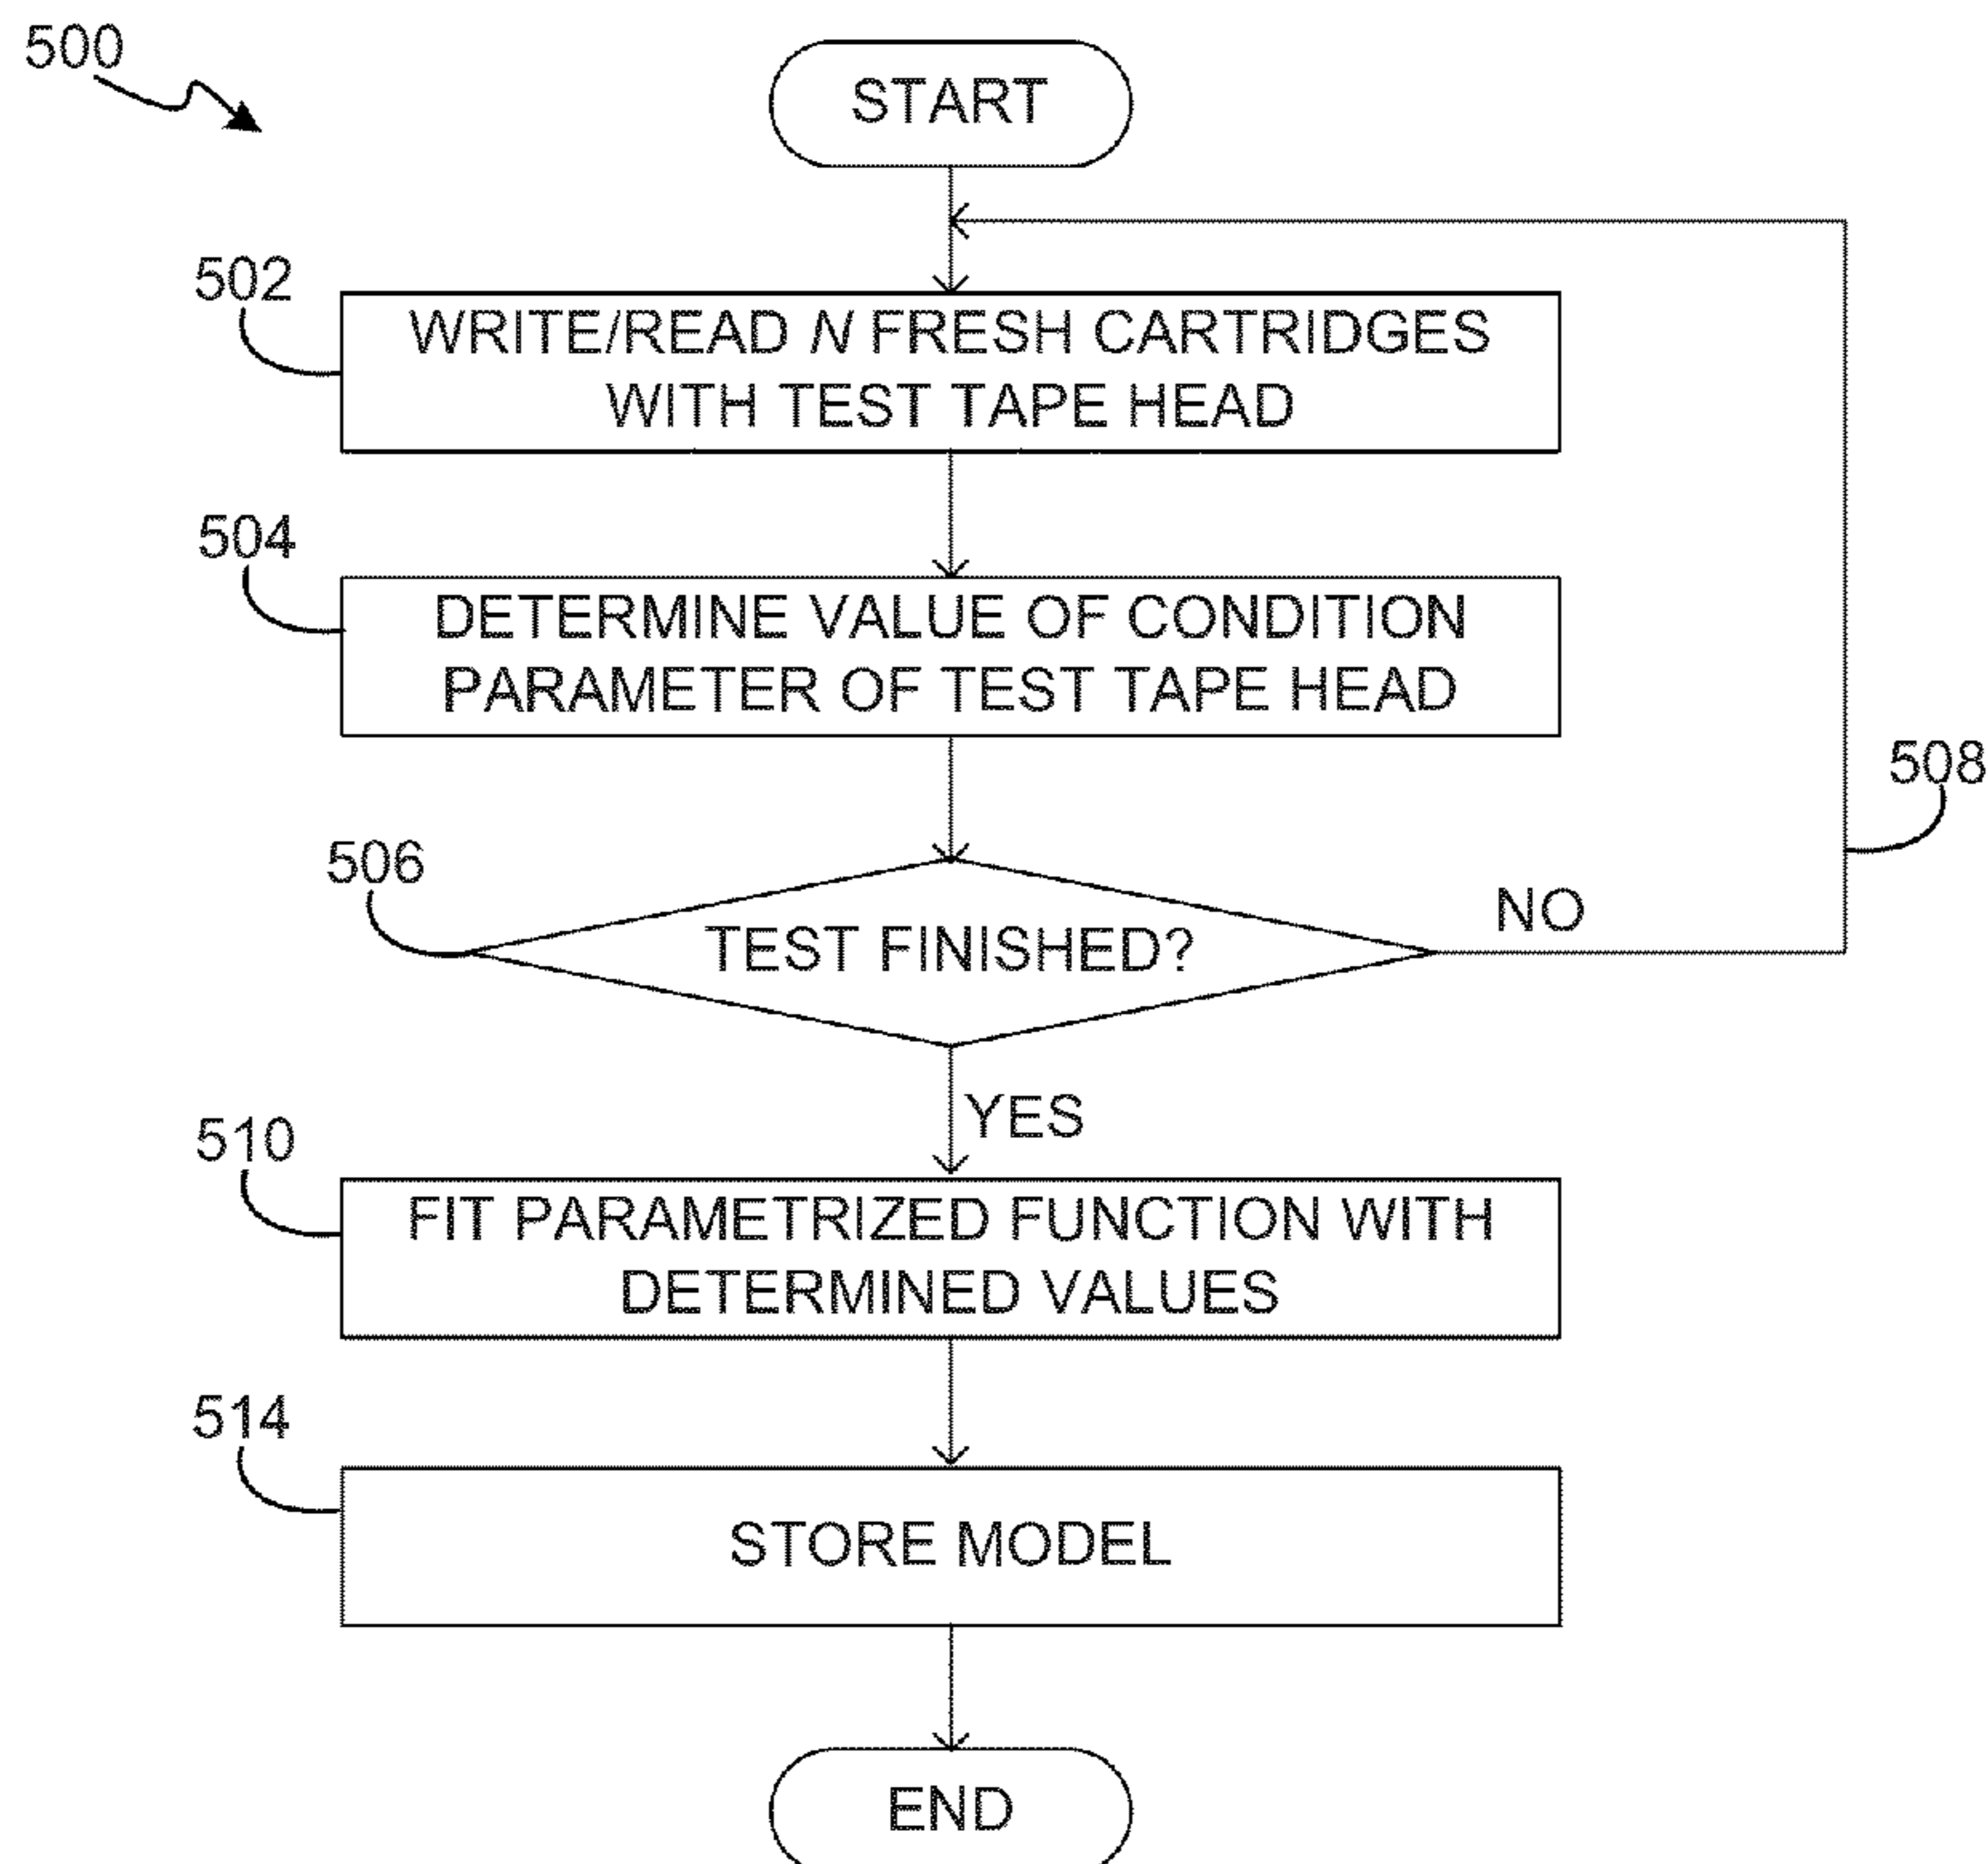 500
START
502
WRITE/READ N FRESH CARTRIDGES
WITH TEST TAPE HEAD
504
DETERMINE VALUE OF CONDITION
PARAMETER OF TEST TAPE HEAD
508
506
TEST FINISHED?
NO
YES
510
FIT PARAMETRIZED FUNCTION WITH
DETERMINED VALUES
514
STORE MODEL
END